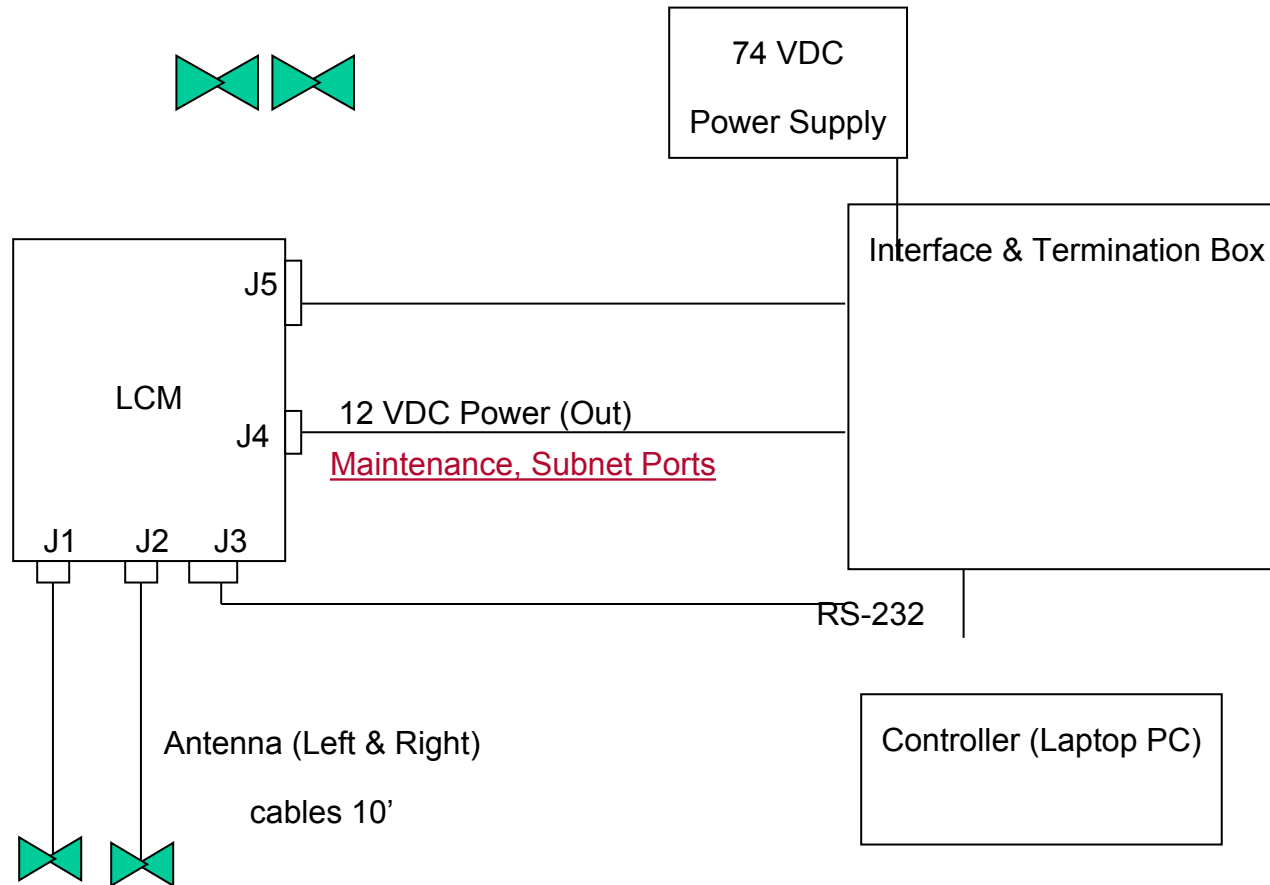 74 VDC
Power Supply
Interface & Termination Box
J5
LCM
12 VDC Power (Out)
J4
Maintenance, Subnet Ports
J1
J2
J3
RS-232
Antenna (Left & Right)
cables 10’
Controller (Laptop PC)